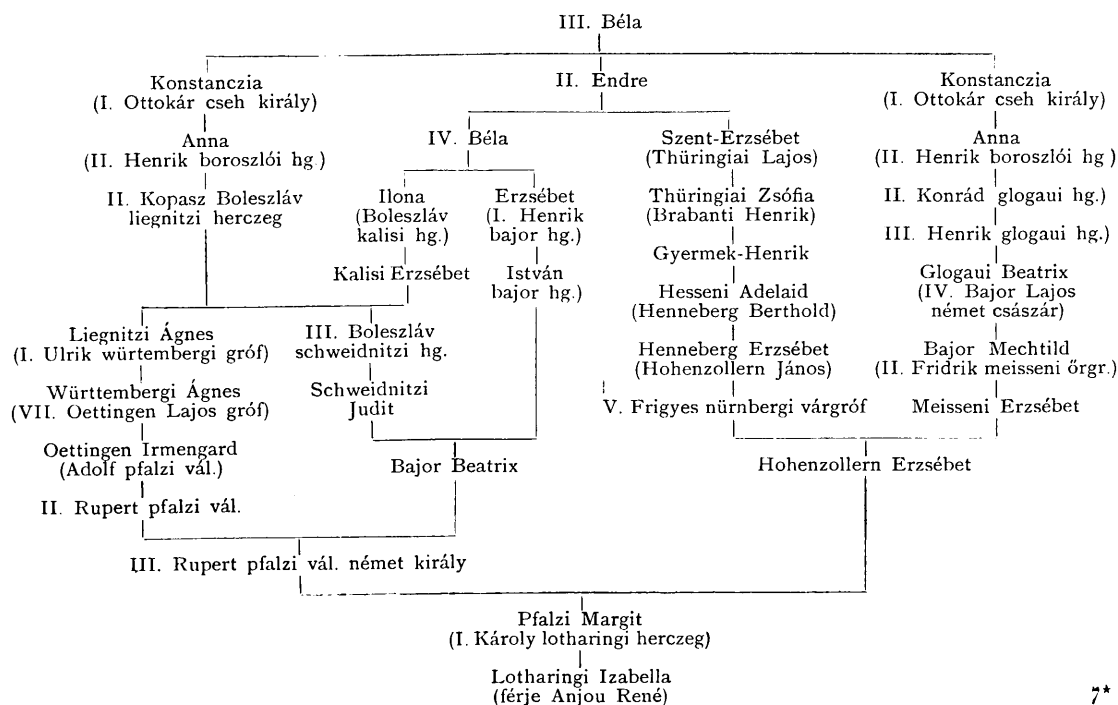 III. Béla
Konstanczia
(I. Ottokár cseh király)
II. Endre
Konstanczia
(I. Ottokár cseh király)
Anna
(II. Henrik boroszlói hg.)
IV. Béla
Szent-Erzsébet
(Thüringiai Lajos)
Anna
(II. Henrik boroszlói hg)
II. Kopasz Boleszláv
liegnitzi herczeg
Ilona
(Boleszláv
kalisi hg.)
Erzsébet
(I. Henrik
bajor hg.)
Thüringiai Zsófia
(Brabanti Henrik)
II. Konrád glogaui hg.)
III. Henrik glogaui hg.)
Kalisi Erzsébet
István
bajor hg.)
Gyermek-Henrik
Glogaui Beatrix
(IV. Bajor Lajos
német császár)
Hesseni Adelaid
(Henneberg Berthold)
Liegnitzi Ágnes
(I. Ulrik würtembergi gróf)
III. Boleszláv
schweidnitzi hg.
Henneberg Erzsébet
(Hohenzollern János)
Bajor Mechtild
(II. Fridrik meisseni őrgr.)
Württembergi Ágnes
(VII. Oettingen Lajos gróf)
Schweidnitzi
Judit
V. Frigyes nürnbergi várgróf
Meisseni Erzsébet
Oettingen Irmengard
(Adolf pfalzi vál.)
Bajor Beatrix
Hohenzollern Erzsébet
II. Rupert pfalzi vál.
III. Rupert pfalzi vál. német király
Pfalzi Margit
(I. Károly lotharingi herczeg)
Lotharingi Izabella
(férje Anjou René)
7*